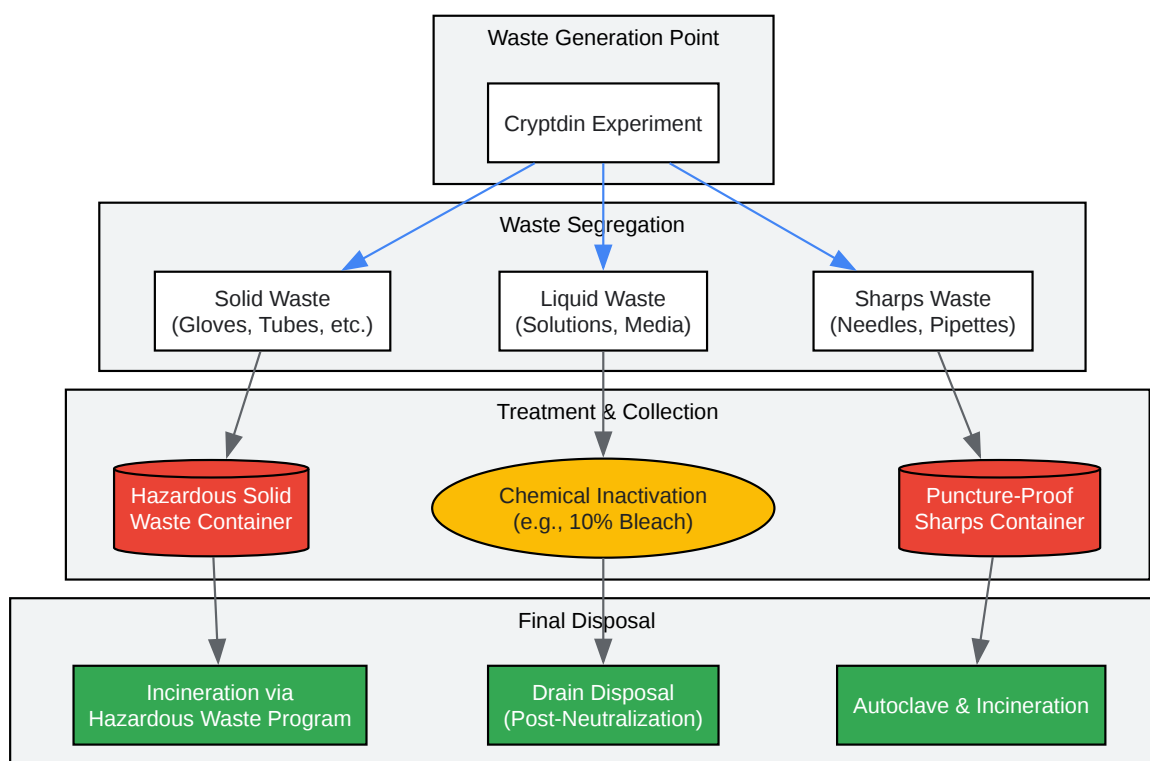 Waste Generation Point
Cryptdin Experiment
Waste Segregation
Solid Waste
(Gloves, Tubes, etc.)
Liquid Waste
(Solutions, Media)
Sharps Waste
(Needles, Pipettes)
Treatment & Collection
Hazardous Solid
Waste Container
Chemical Inactivation
(e.g., 10% Bleach)
Puncture-Proof
Sharps Container
Final Disposal
Incineration via
Hazardous Waste Program
Drain Disposal
(Post-Neutralization)
Autoclave & Incineration